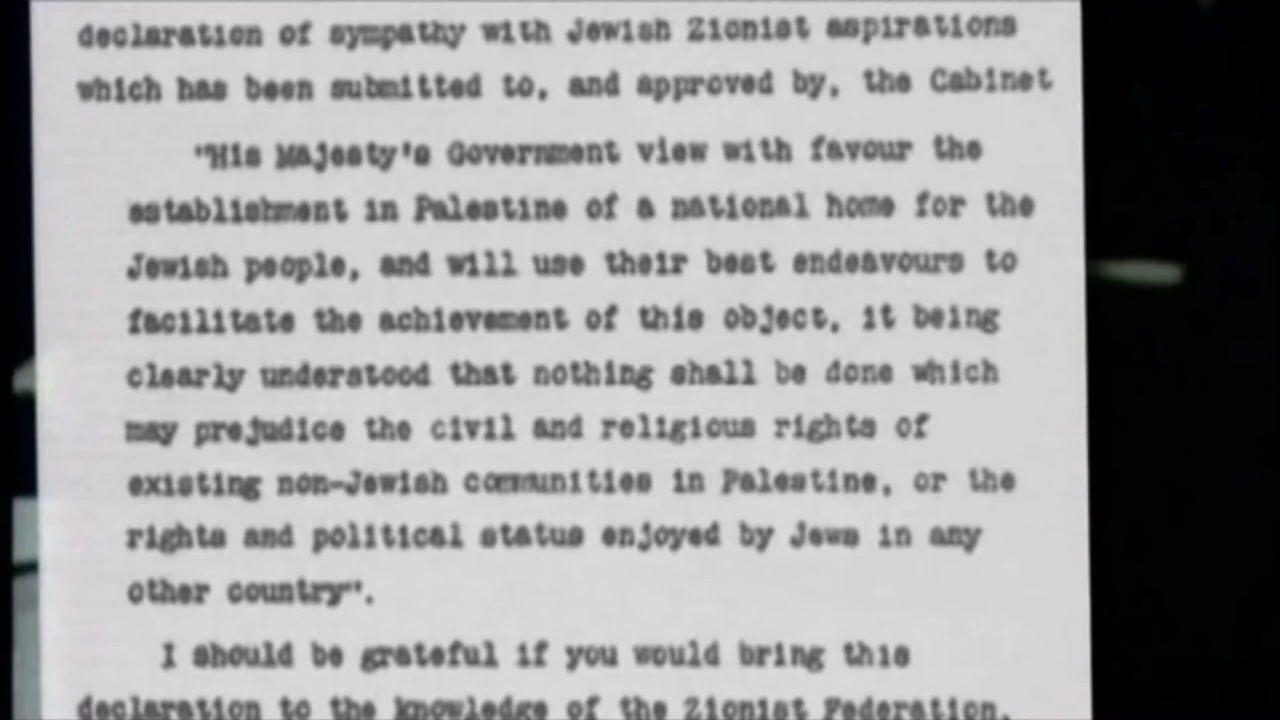 declaration of sympathy with Jewish Zionist aspirations
which has been submitted to, and approved by, the Cabinet
"His Majesty's Government view with favour the
establishment in Palestine of a national home for the
Jewish people, and will use their best endeavours to
facilitate the achievement of this object, it being
clearly understood that nothing shall be done which
may prejudice the civil and religious rights of
existing non-Jewish communities in Palestine, or the
rights and political status enjoyed by Jews in any
other country".
I should be grateful if you would bring this
declaration to the knowledge of the Zionist Federation.